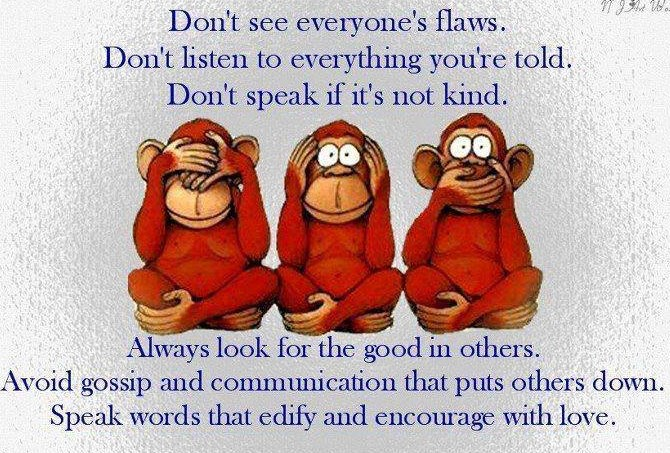 Don't see everyone's flaws.
Don't listen to everything you're told.
Don't speak if it's not kind.
Always look for the good in others.
Avoid gossip and communication that puts others down.
Speak words that edify and encourage with love.